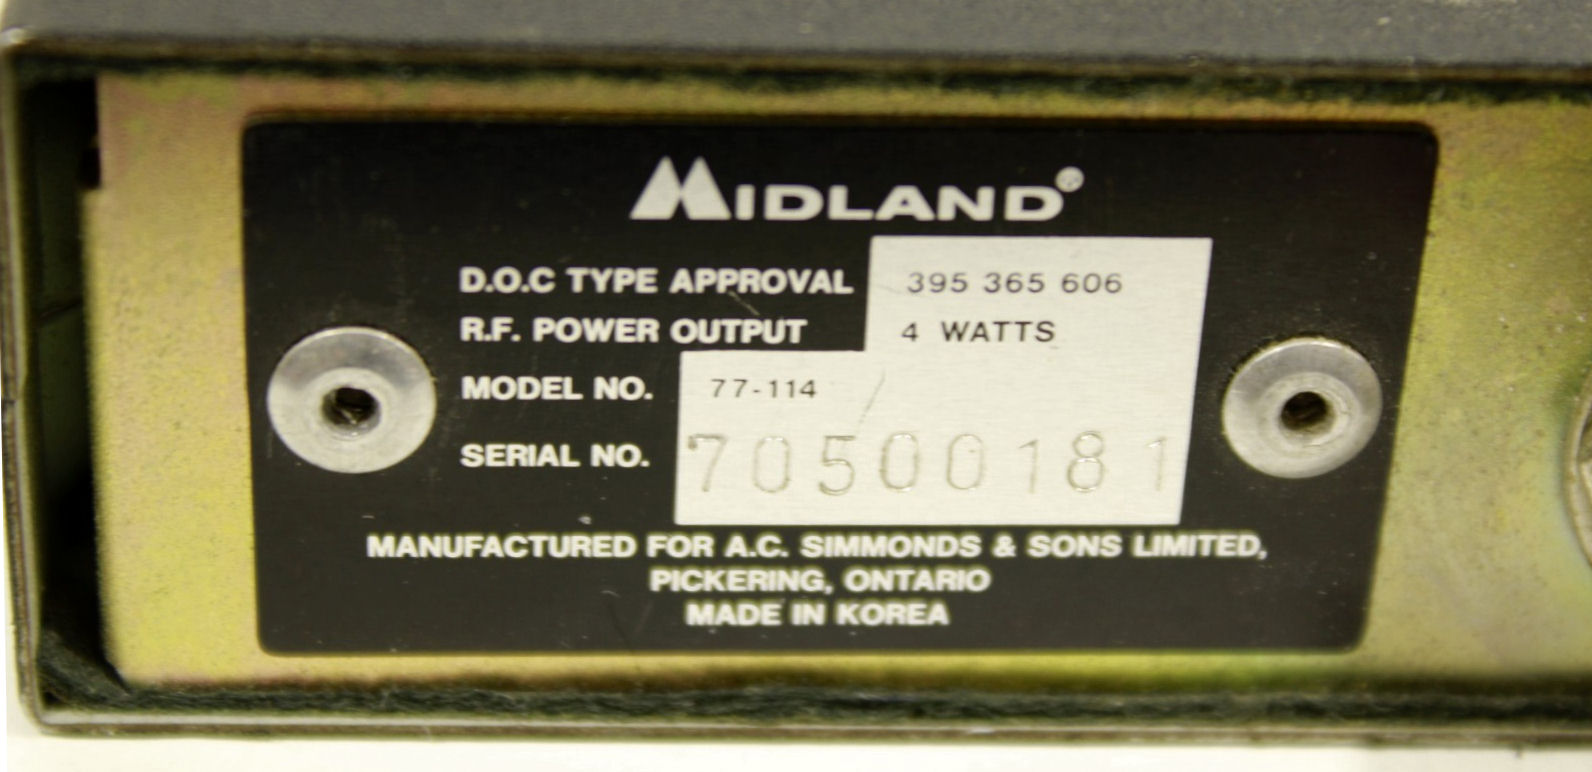 MIDLAND®
D.O.C TYPE APPROVAL 395 365 606
R.F. POWER OUTPUT 4 WATTS
MODEL NO. 77-114
SERIAL NO. 70500181
MANUFACTURED FOR A.C. SIMMONDS & SONS LIMITED,
PICKERING, ONTARIO
MADE IN KOREA